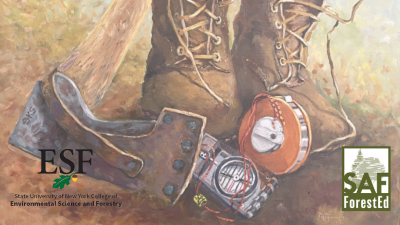 ESF
State University of New York College of
Environmental Science and Forestry
SAF
ForestEd